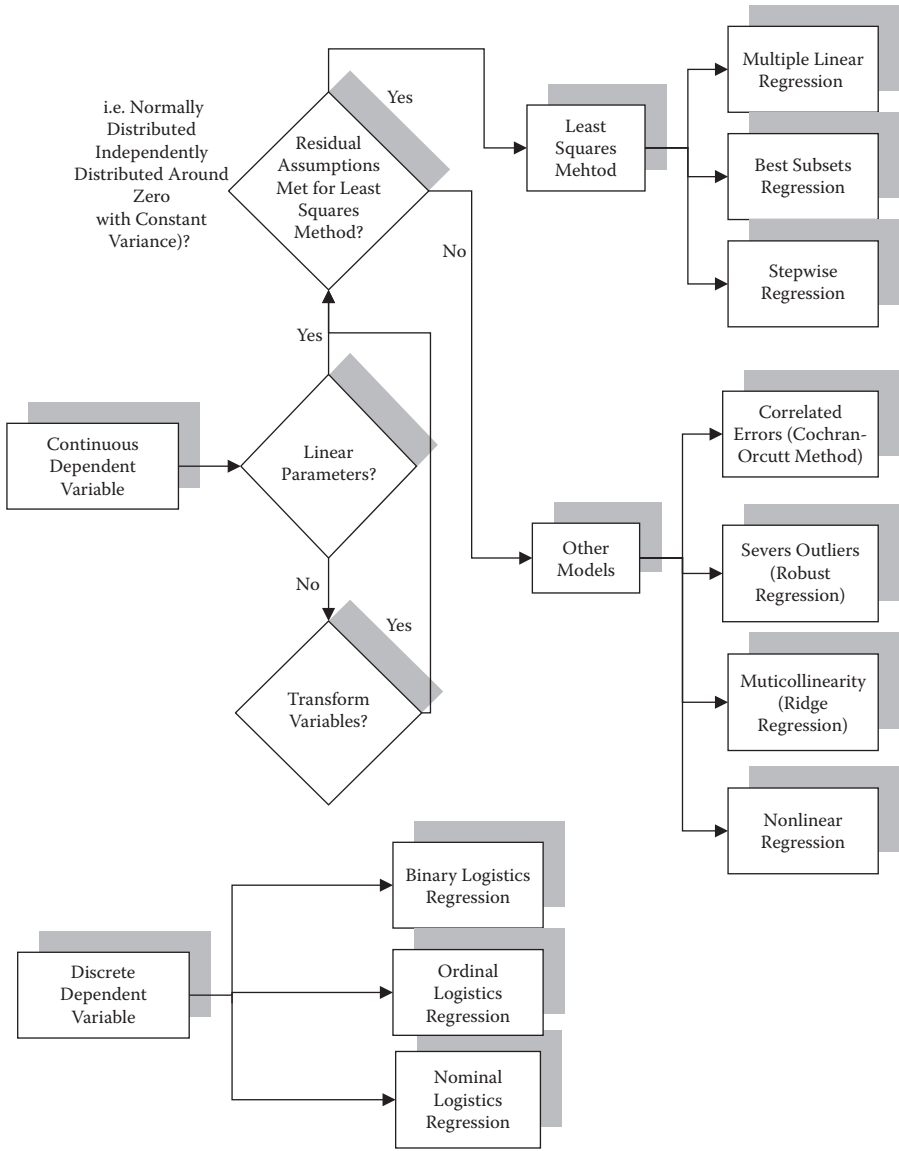 i.e. Normally
Distributed
Independently
Distributed Around
Zero
with Constant
Variance)?
Residual
Assumptions
Met for Least
Squares
Method?
Yes
No
Least
Squares
Mehtod
Multiple Linear
Regression
Best Subsets
Regression
Stepwise
Regression
Yes
Continuous
Dependent
Variable
Linear
Parameters?
No
Yes
Transform
Variables?
Other
Models
Correlated
Errors (Cochran-
Orcutt Method)
Severs Outliers
(Robust
Regression)
Muticollinearity
(Ridge
Regression)
Nonlinear
Regression
Discrete
Dependent
Variable
Binary Logistics
Regression
Ordinal
Logistics
Regression
Nominal
Logistics
Regression